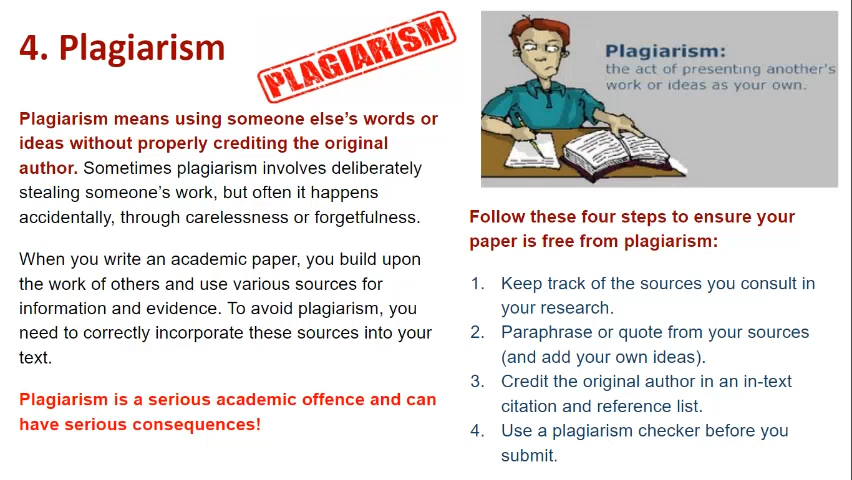 4. Plagiarism
PLAGIARISM
Plagiarism means using someone else’s words or
ideas without properly crediting the original
author. Sometimes plagiarism involves deliberately
stealing someone’s work, but often it happens
accidentally, through carelessness or forgetfulness.
When you write an academic paper, you build upon
the work of others and use various sources for
information and evidence. To avoid plagiarism, you
need to correctly incorporate these sources into your
text.
Plagiarism is a serious academic offence and can
have serious consequences!
Plagiarism:
the act of presenting another's
work or ideas as your own.
Follow these four steps to ensure your
paper is free from plagiarism:
1. Keep track of the sources you consult in
your research.
2. Paraphrase or quote from your sources
(and add your own ideas).
3. Credit the original author in an in-text
citation and reference list.
4. Use a plagiarism checker before you
submit.